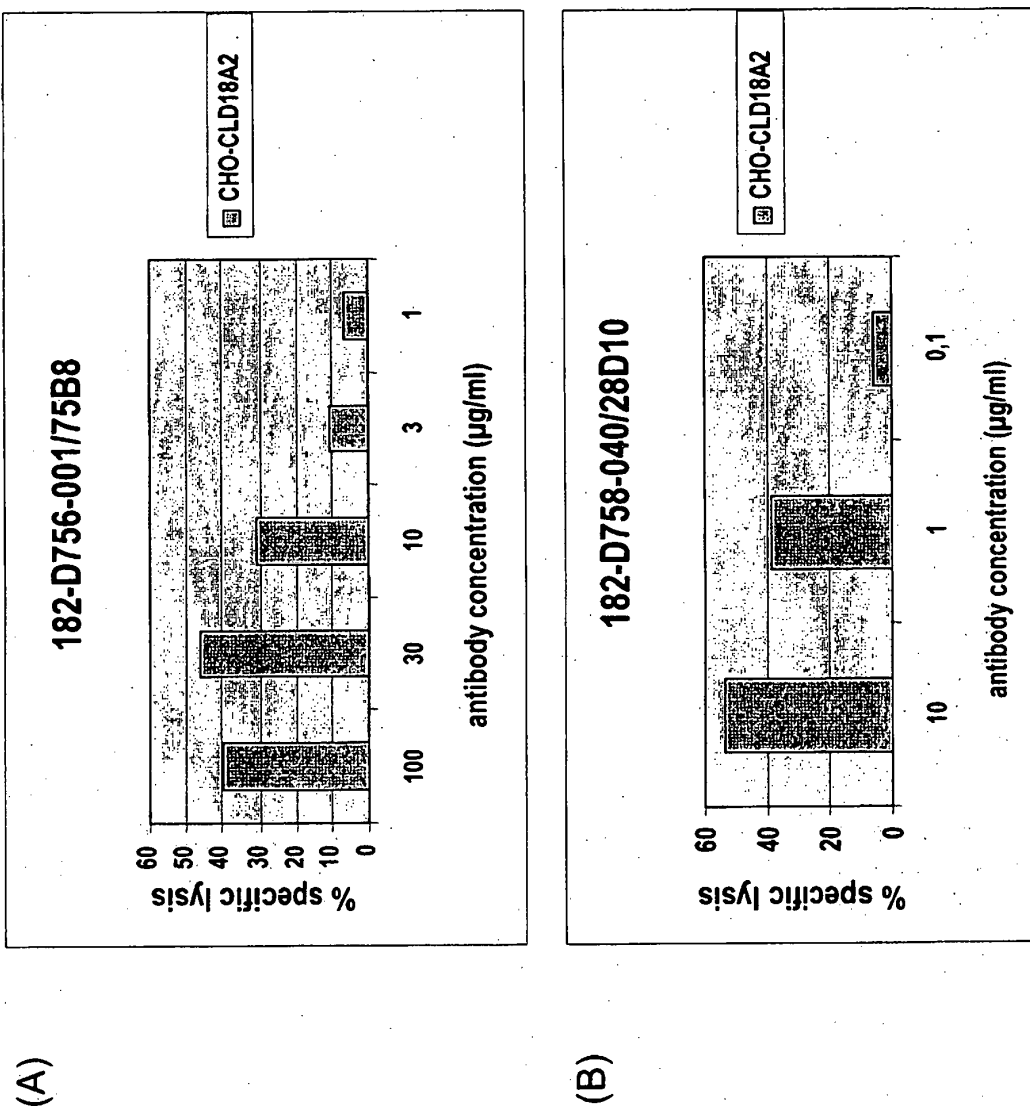 (A)
182-D756-001/75B8
% specific lysis
60
50
40
30
20
10
0
100
30
10
3
1
antibody concentration (µg/ml)
CHO-CLD18A2
(B)
182-D758-040/28D10
% specific lysis
60
40
20
0
10
1
0,1
antibody concentration (µg/ml)
CHO-CLD18A2